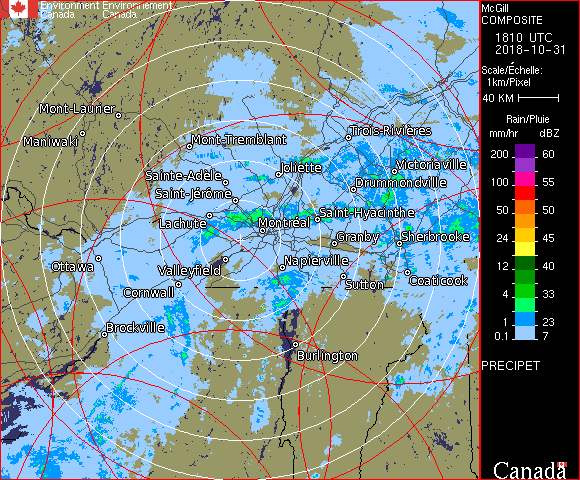 Environment Environnement
Canada Canada
McGill
COMPOSITE
1810 UTC
2018-10-31
Scale/Échelle:
1km/Pixel
40 KM
Rain/Pluie
mm/hr dBZ
200 60
150 57
100 55
50 50
24 45
12 40
4 33
1 23
0.1 7
PRECIPET
Canada
Mont-Laurier
Maniwaki
Mont-Tremblant
Trois-Rivières
Sainte-Adèle
Joliette
Victoriaville
Saint-Jérôme
Drummondville
Lachute
Montréal
Saint-Hyacinthe
Ottawa
Valleyfield
Granby
Sherbrooke
Cornwall
Napierville
Sutton
Coaticook
Brockville
Burlington